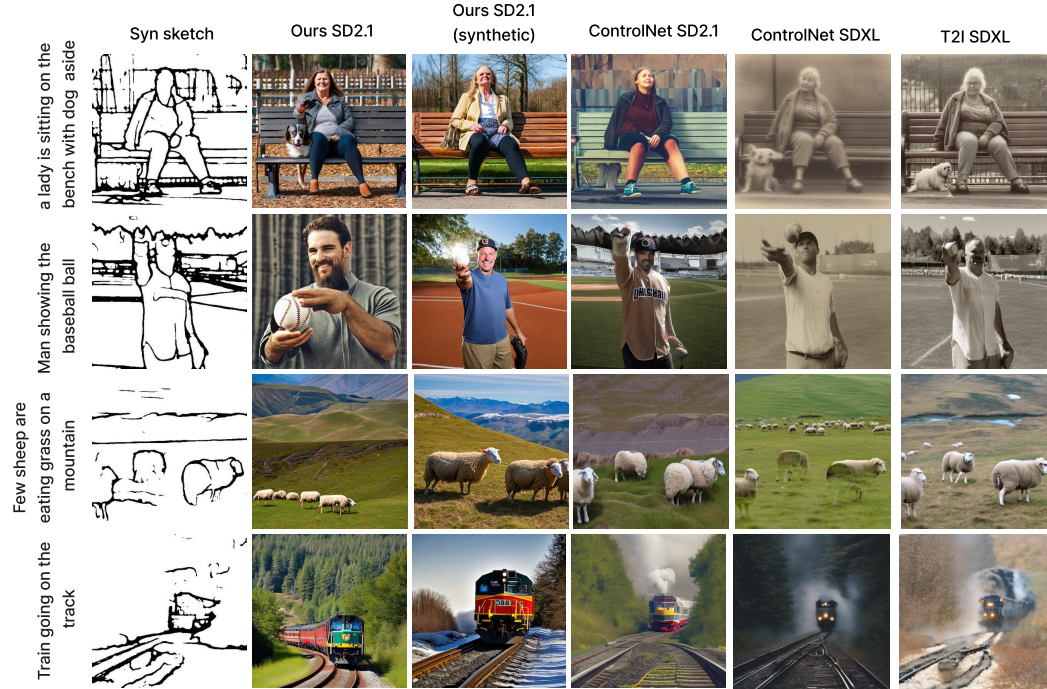 Syn sketch
Ours SD2.1
Ours SD2.1
(synthetic)
ControlNet SD2.1
ControlNet SDXL
T2I SDXL
a lady is sitting on the
bench with dog aside
Man showing the
baseball ball
Few sheep are
eating grass on a
mountain
Train going on the
track